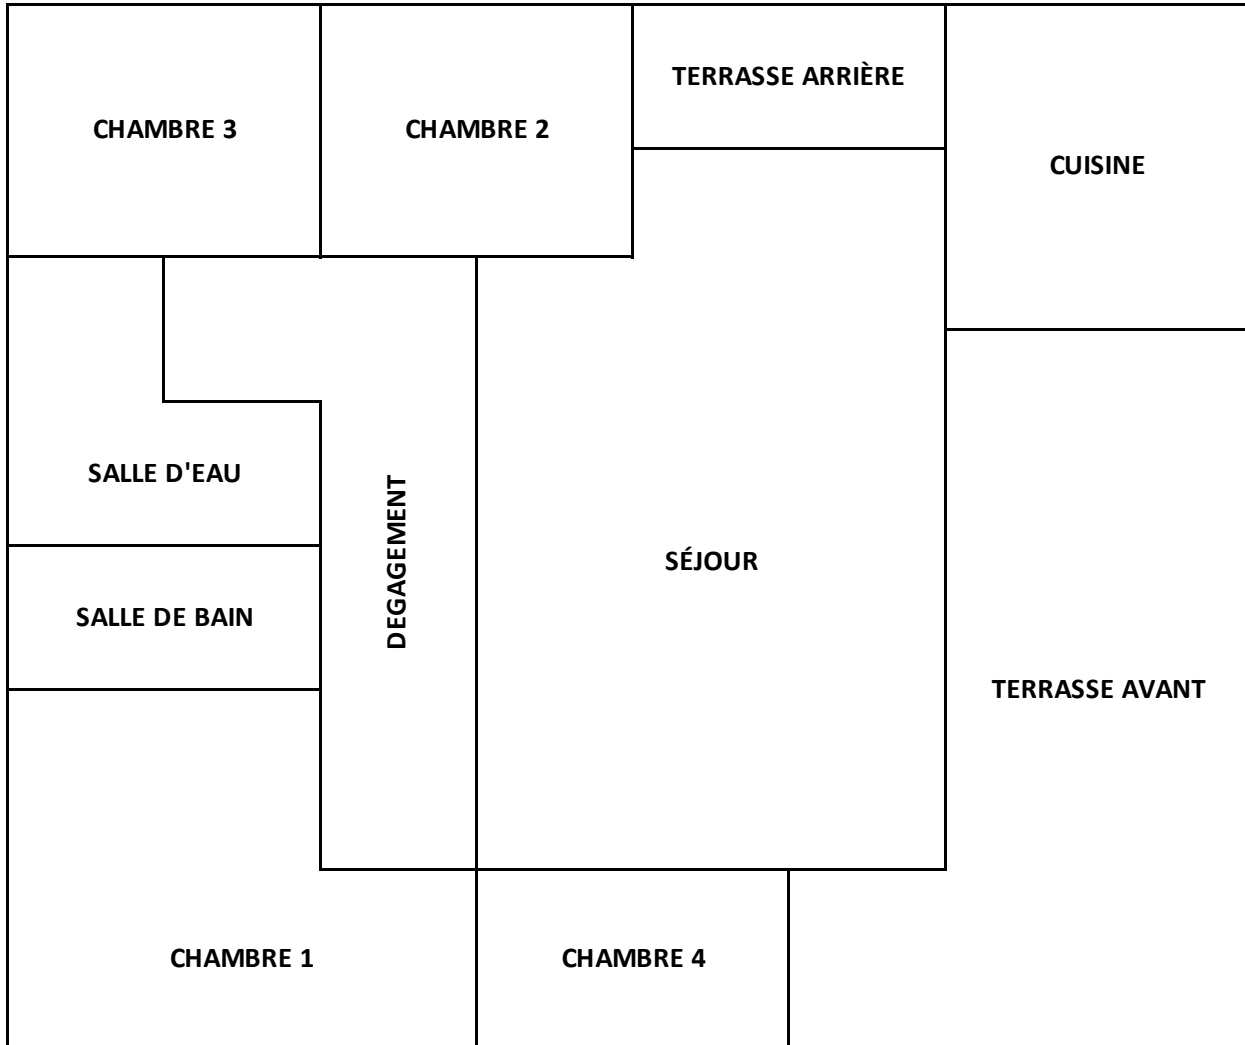 TERRASSE ARRIÈRE
CHAMBRE 3
CHAMBRE 2
CUISINE
SALLE D'EAU
DEGAGEMENT
SÉJOUR
SALLE DE BAIN
TERRASSE AVANT
CHAMBRE 1
CHAMBRE 4